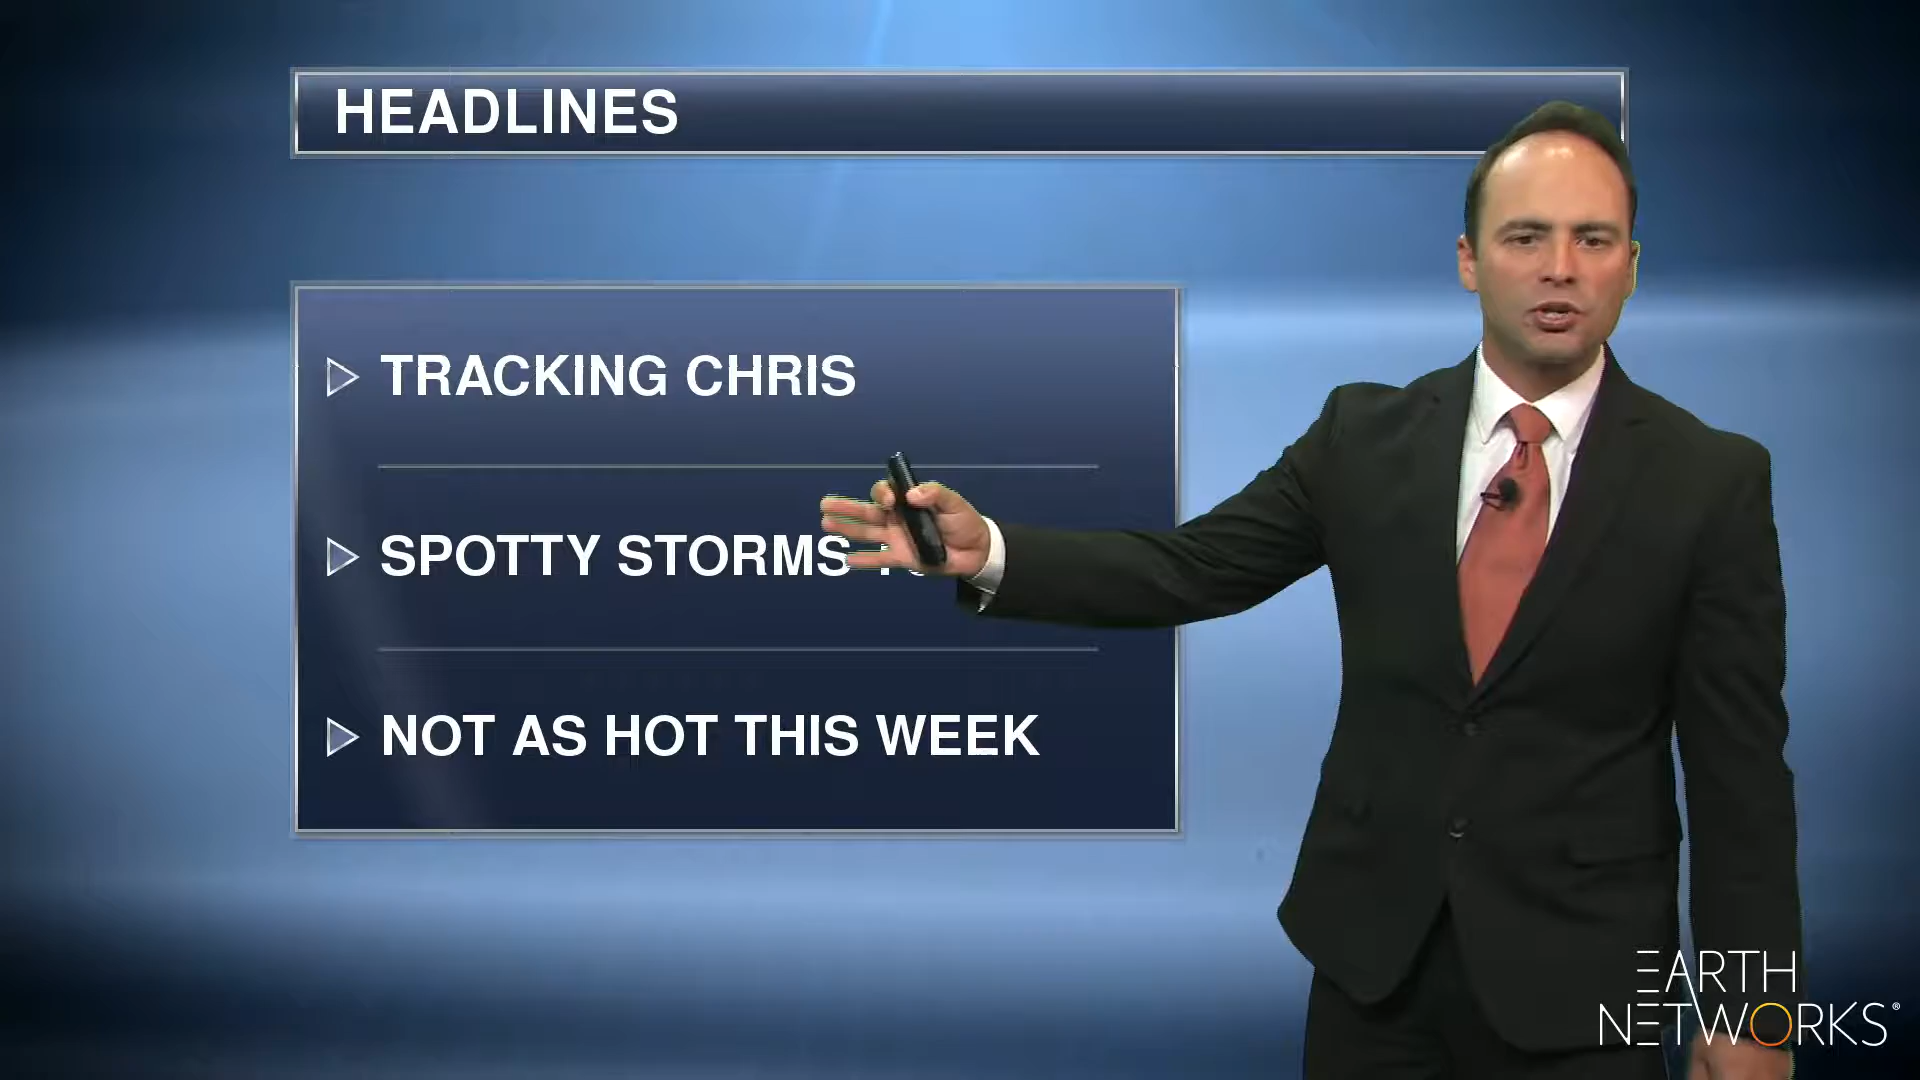 HEADLINES
TRACKING CHRIS
SPOTTY STORMS
NOT AS HOT THIS WEEK
EARTH
NETWORKS®